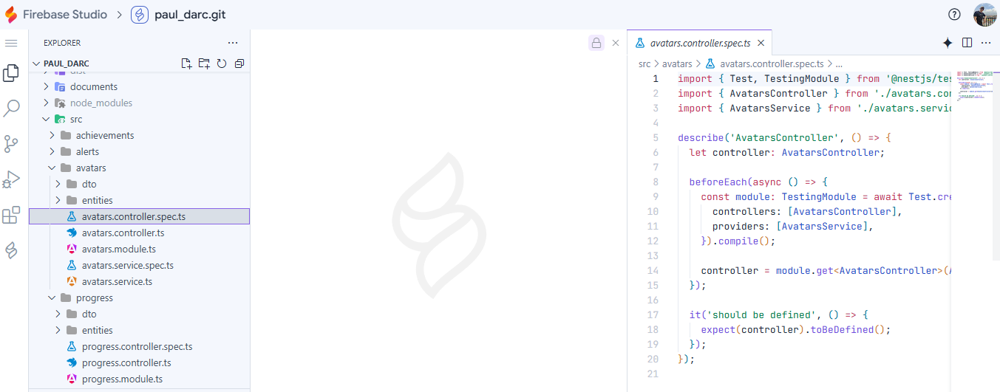 Firebase Studio > paul_darc.git
EXPLORER
PAUL_DARC
dist
documents
node_modules
src
achievements
alerts
avatars
dto
entities
avatars.controller.spec.ts
avatars.controller.ts
avatars.module.ts
avatars.service.spec.ts
avatars.service.ts
progress
dto
entities
progress.controller.spec.ts
progress.controller.ts
progress.module.ts
avatars.controller.spec.ts
src > avatars > avatars.controller.spec.ts > ...
1 import { Test, TestingModule } from '@nestjs/tes
2 import { AvatarsController } from './avatars.con
3 import { AvatarsService } from './avatars.servic
4
5 describe('AvatarsController', () => {
6 let controller: AvatarsController;
7
8 beforeEach(async () => {
9 const module: TestingModule = await Test.cre
10 controllers: [AvatarsController],
11 providers: [AvatarsService],
12 }).compile();
13
14 controller = module.get<AvatarsController>(A
15 });
16
17 it('should be defined', () => {
18 expect(controller).toBeDefined();
19 });
20 });
21